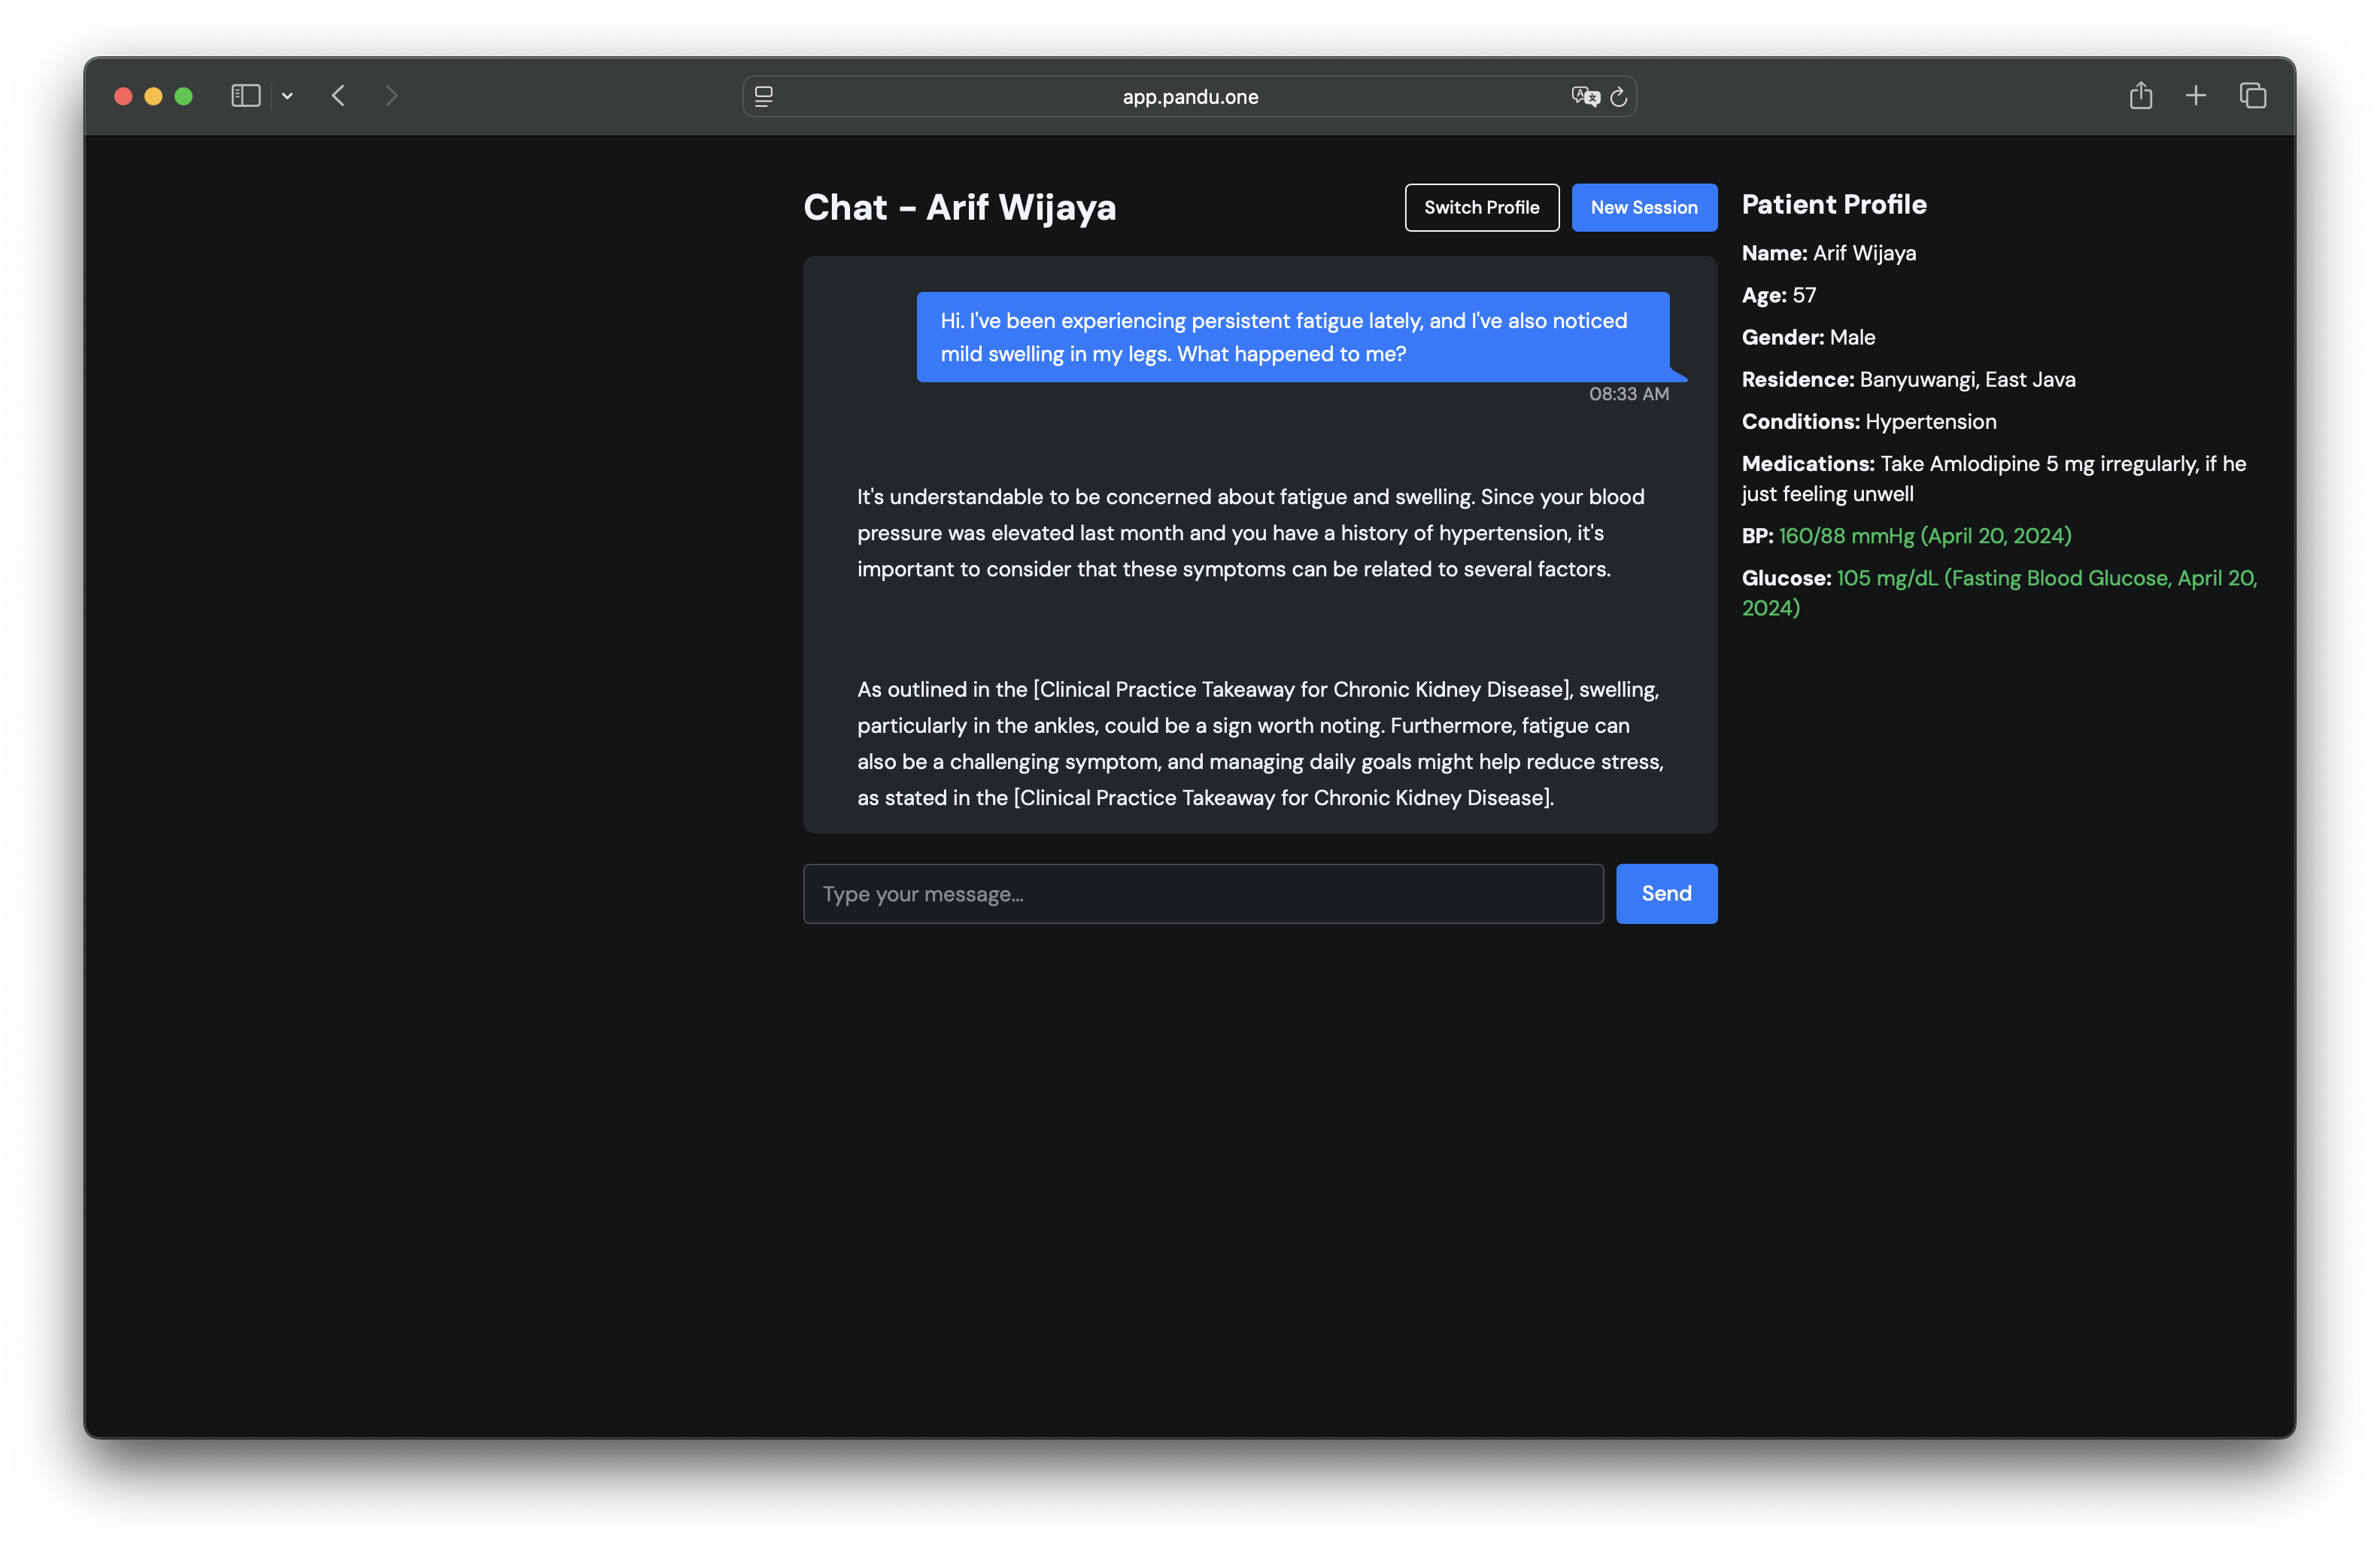 app.pandu.one
Chat – Arif Wijaya
Switch Profile
New Session
Hi. I've been experiencing persistent fatigue lately, and I've also noticed
mild swelling in my legs. What happened to me?
08:33 AM
It's understandable to be concerned about fatigue and swelling. Since your blood
pressure was elevated last month and you have a history of hypertension, it's
important to consider that these symptoms can be related to several factors.
As outlined in the [Clinical Practice Takeaway for Chronic Kidney Disease], swelling,
particularly in the ankles, could be a sign worth noting. Furthermore, fatigue can
also be a challenging symptom, and managing daily goals might help reduce stress,
as stated in the [Clinical Practice Takeaway for Chronic Kidney Disease].
Type your message...
Send
Patient Profile
Name: Arif Wijaya
Age: 57
Gender: Male
Residence: Banyuwangi, East Java
Conditions: Hypertension
Medications: Take Amlodipine 5 mg irregularly, if he
just feeling unwell
BP: 160/88 mmHg (April 20, 2024)
Glucose: 105 mg/dL (Fasting Blood Glucose, April 20,
2024)